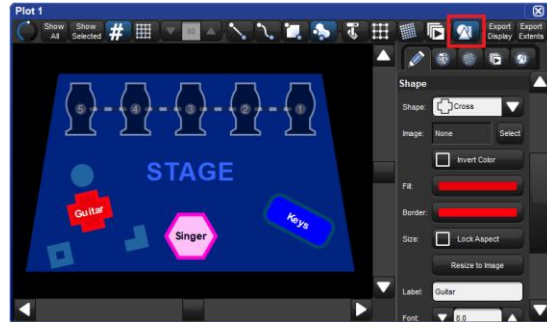 Plot 1
Show All
Show Selected
#
80
Export Display
Export Extents
5 4 3 2 1
STAGE
Guitar
Singer
Keys
Shape
Shape: Cross
Image: None Select
Invert Color
Fill:
Border:
Size: Lock Aspect
Resize to Image
Label: Guitar
Font: 8.0